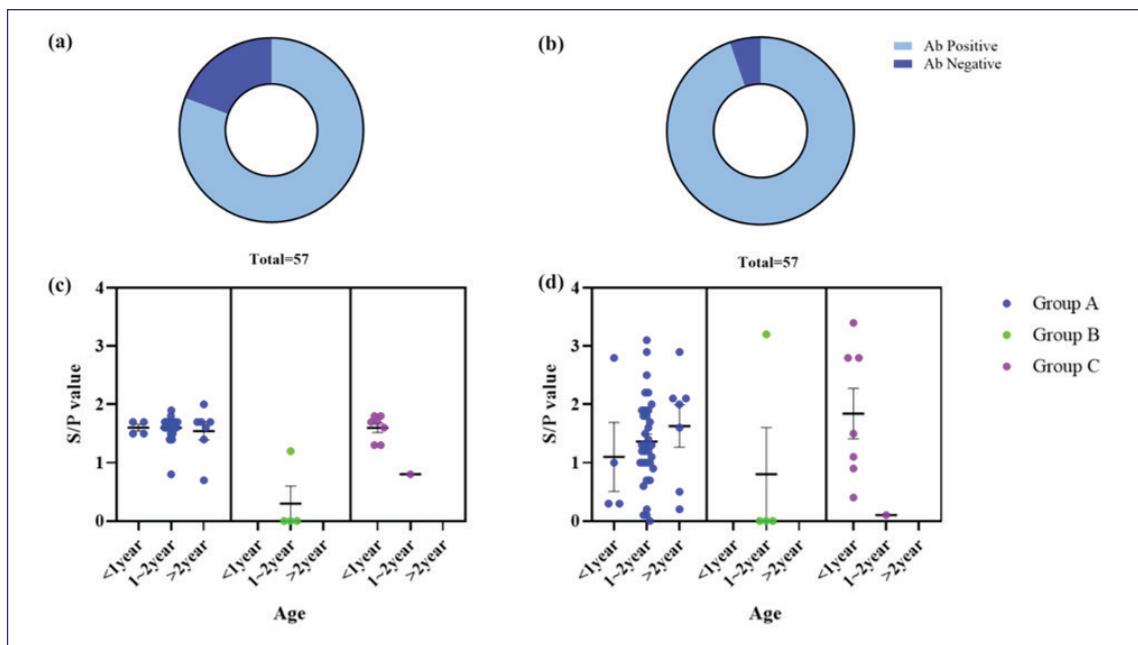 (a)
(b)
Ab Positive
Ab Negative
Total=57
Total=57
(c)
4
3
2
1
0
S/P value
<1year
1~2year
>2year
<1year
1~2year
>2year
<1year
1~2year
>2year
Age
(d)
4
3
2
1
0
S/P value
<1year
1~2year
>2year
<1year
1~2year
>2year
<1year
1~2year
>2year
Age
Group A
Group B
Group C